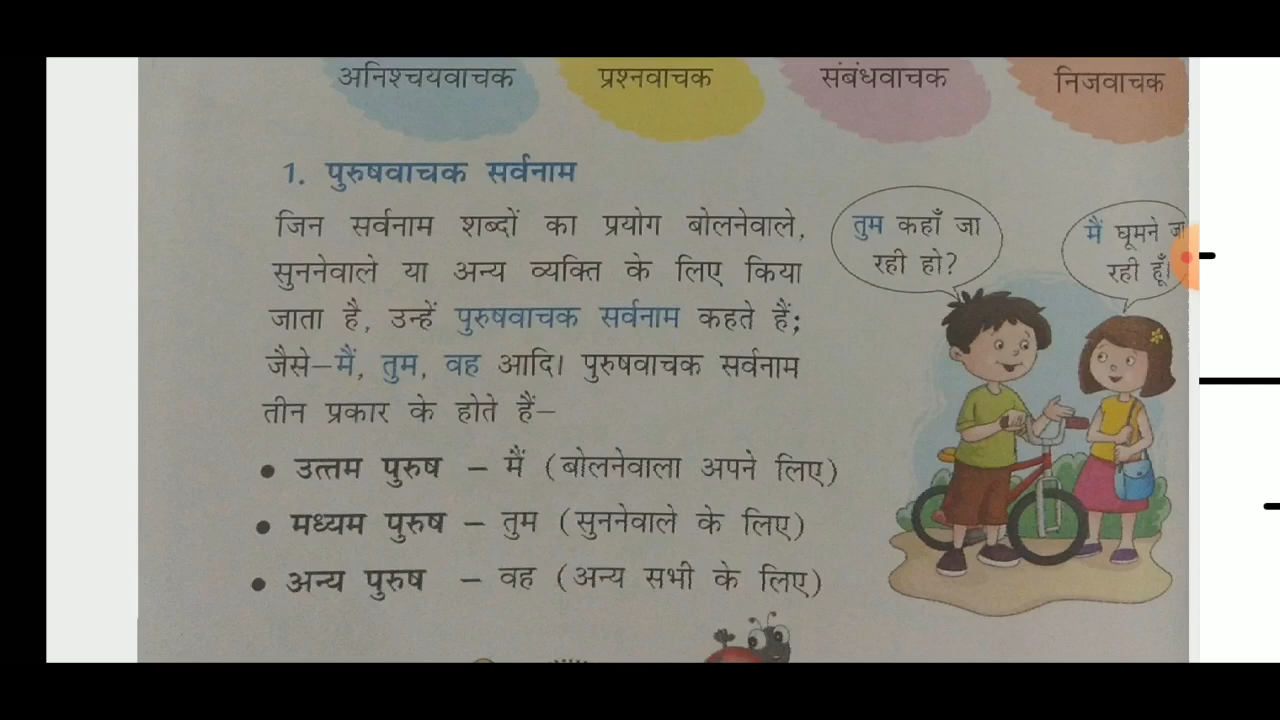 अनिश्चयवाचक प्रश्नवाचक संबंधवाचक निजवाचक
1. पुरुषवाचक सर्वनाम
जिन सर्वनाम शब्दों का प्रयोग बोलनेवाले,
सुननेवाले या अन्य व्यक्ति के लिए किया
जाता है, उन्हें पुरुषवाचक सर्वनाम कहते हैं;
जैसे—मैं, तुम, वह आदि। पुरुषवाचक सर्वनाम
तीन प्रकार के होते हैं—
• उत्तम पुरुष – मैं (बोलनेवाला अपने लिए)
• मध्यम पुरुष – तुम (सुननेवाले के लिए)
• अन्य पुरुष – वह (अन्य सभी के लिए)
तुम कहाँ जा
रही हो?
मैं घूमने
रही हूँ!